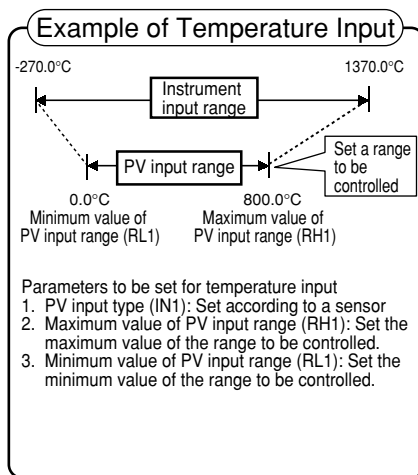 Example of Temperature Input
-270.0°C 1370.0°C
Instrument
input range
PV input range
Set a range
to be
controlled
0.0°C 800.0°C
Minimum value of Maximum value of
PV input range (RL1) PV input range (RH1)
Parameters to be set for temperature input
1. PV input type (IN1): Set according to a sensor
2. Maximum value of PV input range (RH1): Set the
maximum value of the range to be controlled.
3. Minimum value of PV input range (RL1): Set the
minimum value of the range to be controlled.